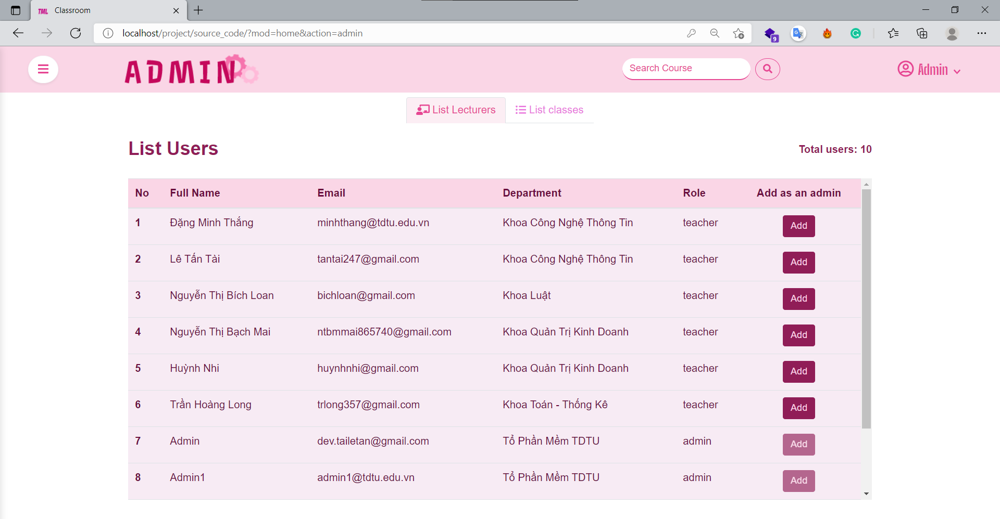 TML Classroom
localhost/project/source_code/?mod=home&action=admin
9
ADMIN
Search Course
Admin
List Lecturers
List classes
List Users
Total users: 10
No Full Name Email Department Role Add as an admin
1 Đặng Minh Thắng minhthang@tdtu.edu.vn Khoa Công Nghệ Thông Tin teacher Add
2 Lê Tấn Tài tantai247@gmail.com Khoa Công Nghệ Thông Tin teacher Add
3 Nguyễn Thị Bích Loan bichloan@gmail.com Khoa Luật teacher Add
4 Nguyễn Thị Bạch Mai ntbmmai865740@gmail.com Khoa Quản Trị Kinh Doanh teacher Add
5 Huỳnh Nhi huynhnhi@gmail.com Khoa Quản Trị Kinh Doanh teacher Add
6 Trần Hoàng Long trlong357@gmail.com Khoa Toán - Thống Kê teacher Add
7 Admin dev.tailetan@gmail.com Tổ Phần Mềm TDTU admin Add
8 Admin1 admin1@tdtu.edu.vn Tổ Phần Mềm TDTU admin Add